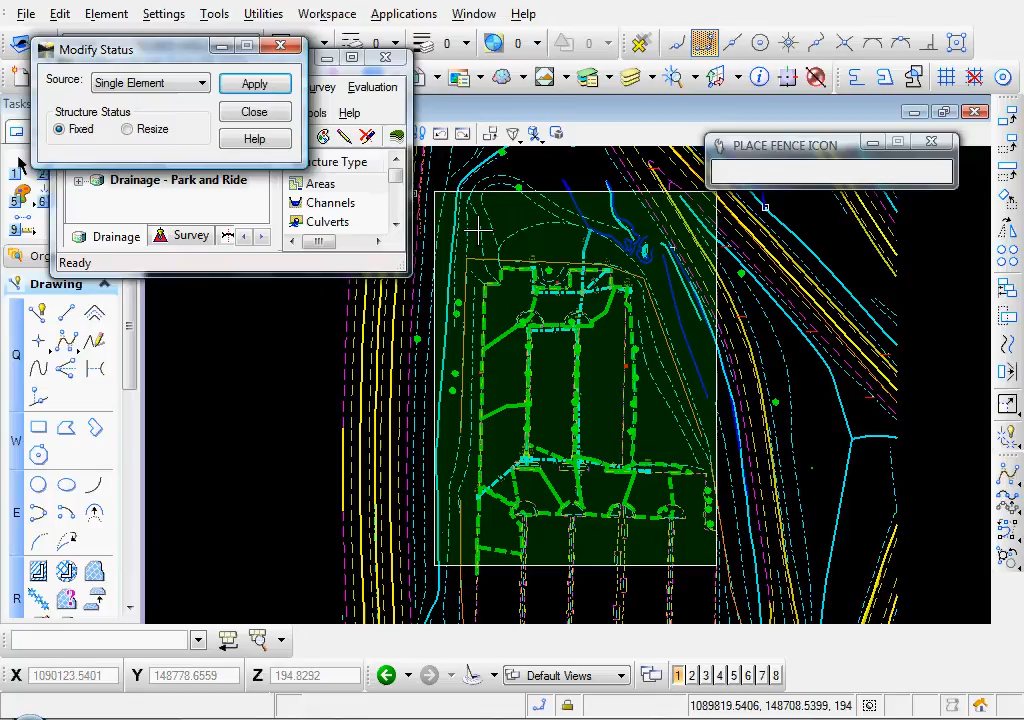 File Edit Element Settings Tools Utilities Workspace Applications Window Help
Modify Status
Source: Single Element Apply
Structure Status Close
Fixed Resize Help
Evaluation
Help
Drainage - Park and Ride
Areas
Channels
Culverts
Drainage Survey
Ready
PLACE FENCE ICON
Tasks
Drawing
Q
W
E
R
X 1090123.5401 Y 148778.6559 Z 194.8292 Default Views 1 2 3 4 5 6 7 8
1089819.5406, 148708.5399, 194